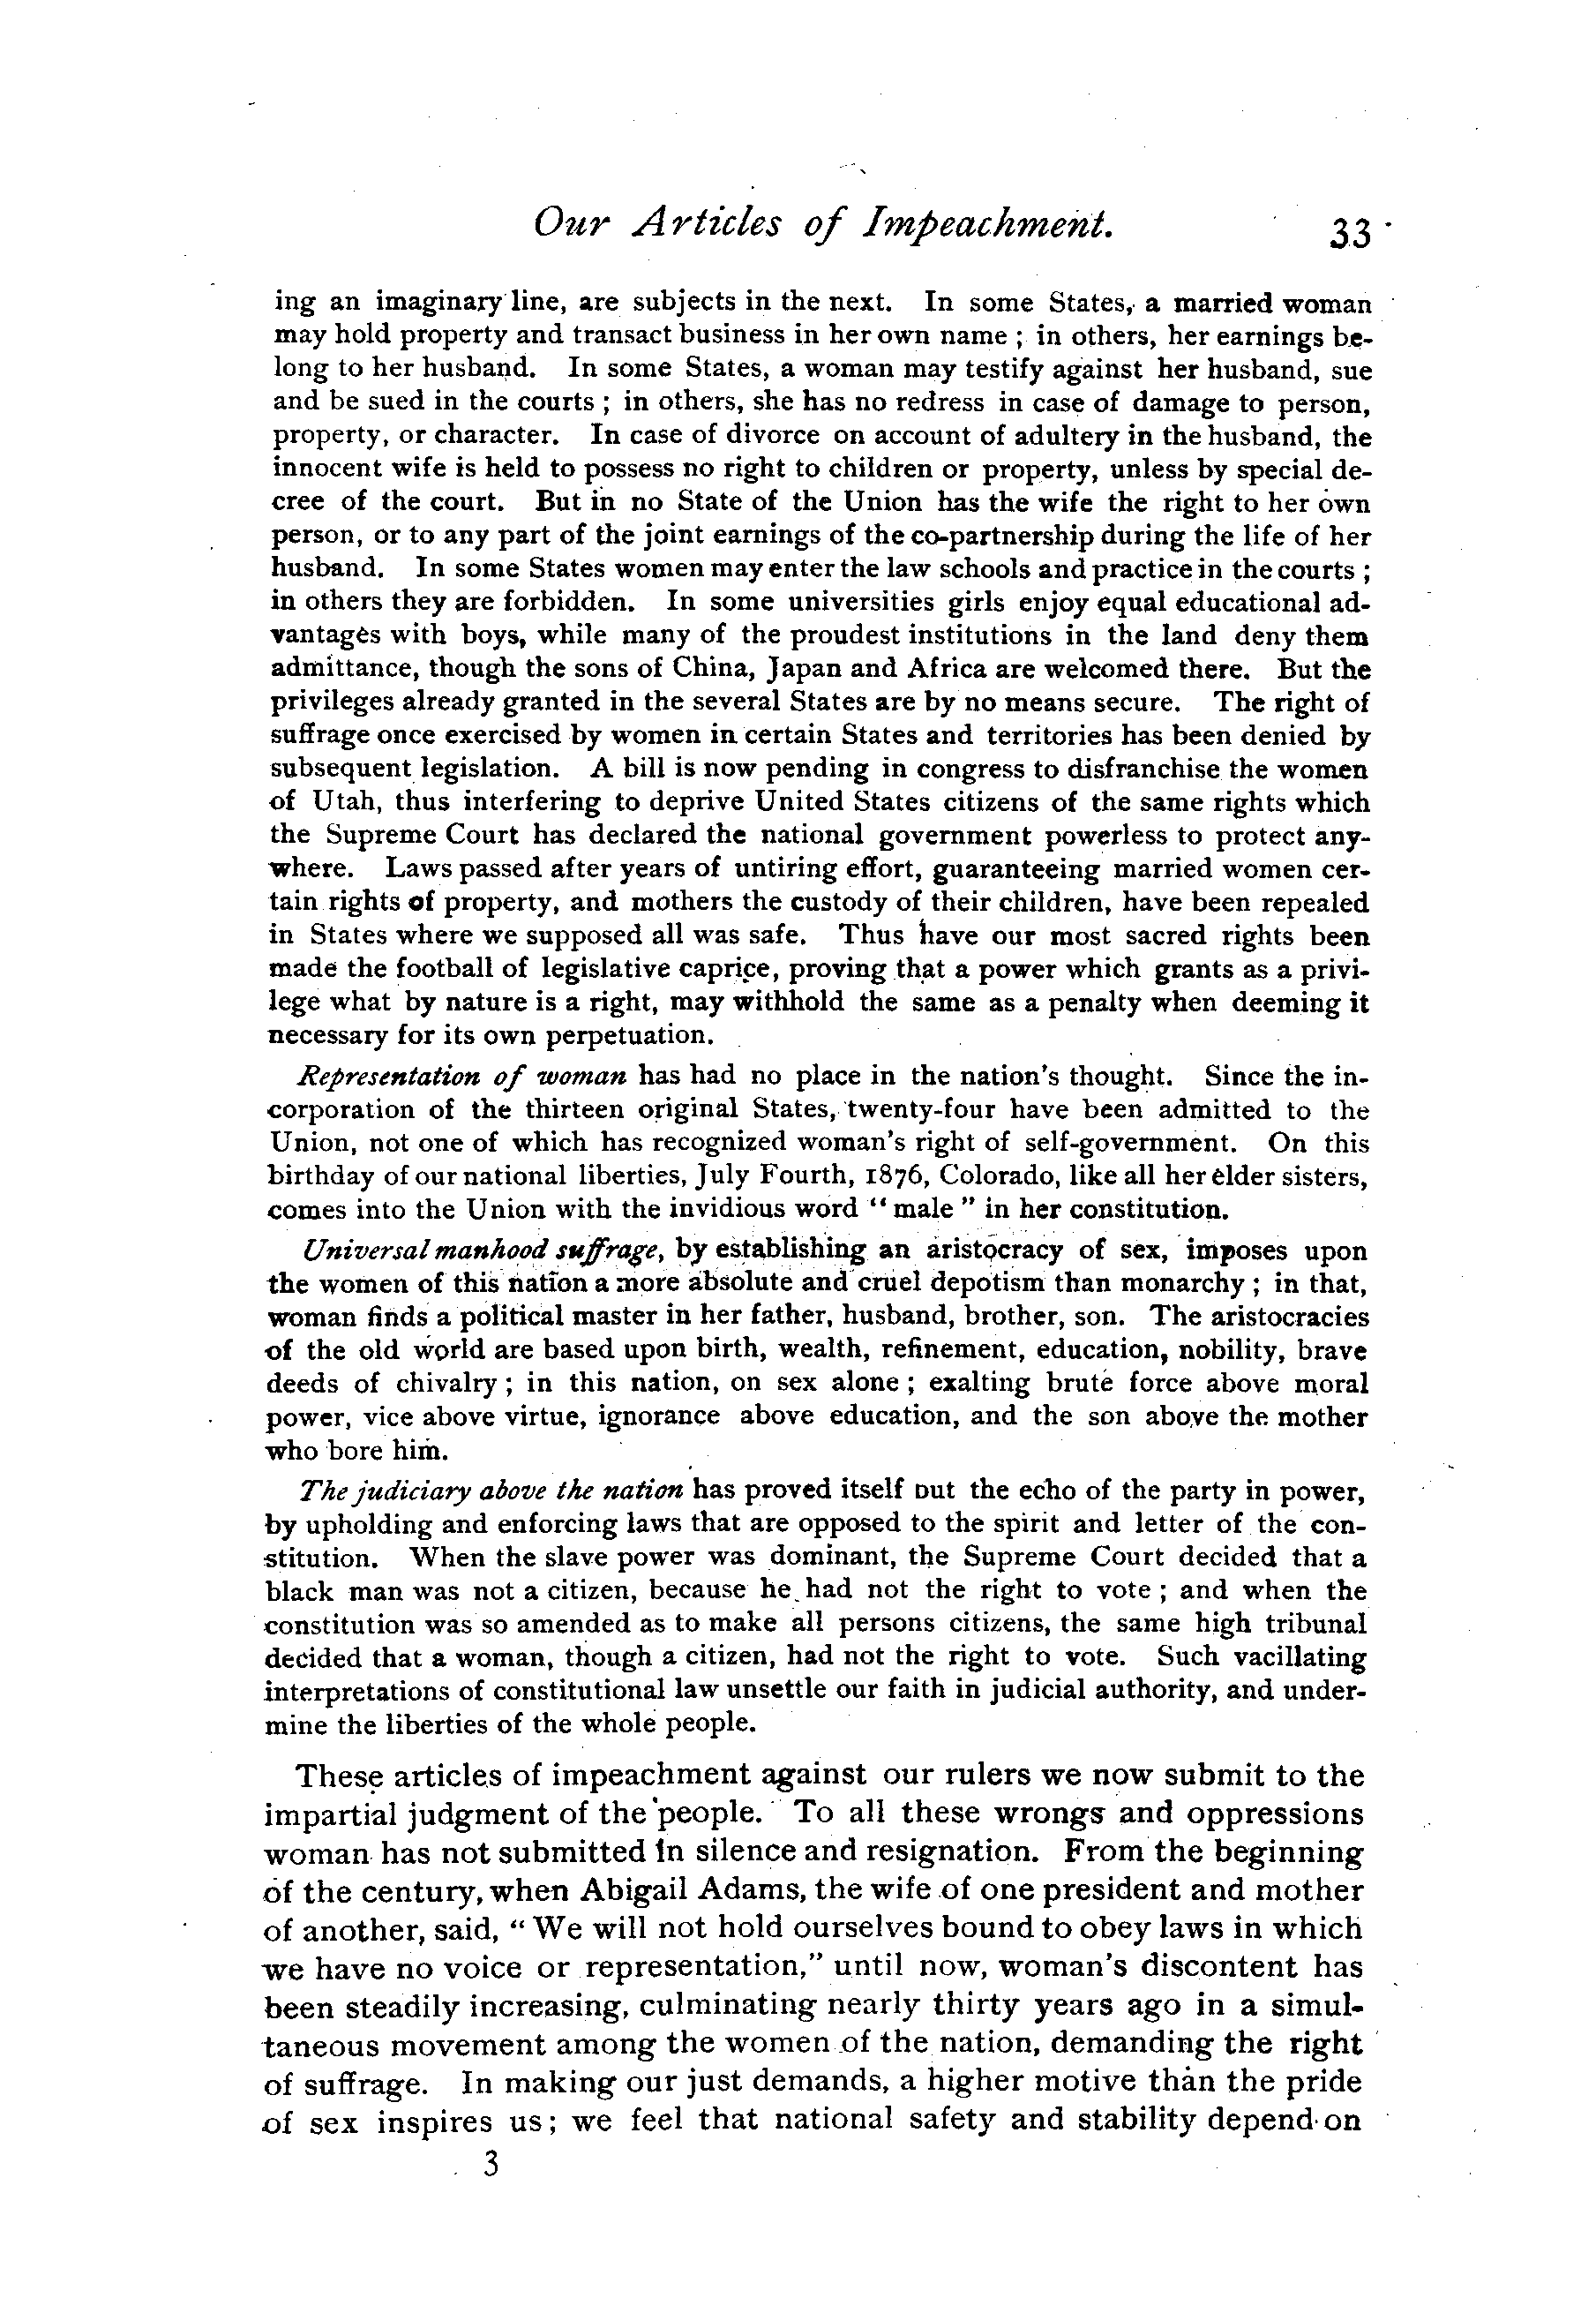 Our Articles of Impeachment. 33
ing an imaginary line, are subjects in the next. In some States, a married woman
may hold property and transact business in her own name ; in others, her earnings be-
long to her husband. In some States, a woman may testify against her husband, sue
and be sued in the courts ; in others, she has no redress in case of damage to person,
property, or character. In case of divorce on account of adultery in the husband, the
innocent wife is held to possess no right to children or property, unless by special de-
cree of the court. But in no State of the Union has the wife the right to her own
person, or to any part of the joint earnings of the co-partnership during the life of her
husband. In some States women may enter the law schools and practice in the courts ;
in others they are forbidden. In some universities girls enjoy equal educational ad-
vantages with boys, while many of the proudest institutions in the land deny them
admittance, though the sons of China, Japan and Africa are welcomed there. But the
privileges already granted in the several States are by no means secure. The right of
suffrage once exercised by women in certain States and territories has been denied by
subsequent legislation. A bill is now pending in congress to disfranchise the women
of Utah, thus interfering to deprive United States citizens of the same rights which
the Supreme Court has declared the national government powerless to protect any-
where. Laws passed after years of untiring effort, guaranteeing married women cer-
tain rights of property, and mothers the custody of their children, have been repealed
in States where we supposed all was safe. Thus have our most sacred rights been
made the football of legislative caprice, proving that a power which grants as a privi-
lege what by nature is a right, may withhold the same as a penalty when deeming it
necessary for its own perpetuation.
Representation of woman has had no place in the nation's thought. Since the in-
corporation of the thirteen original States, twenty-four have been admitted to the
Union, not one of which has recognized woman's right of self-government. On this
birthday of our national liberties, July Fourth, 1876, Colorado, like all her elder sisters,
comes into the Union with the invidious word "male" in her constitution.
Universal manhood suffrage, by establishing an aristocracy of sex, imposes upon
the women of this nation a more absolute and cruel depotism than monarchy ; in that,
woman finds a political master in her father, husband, brother, son. The aristocracies
of the old world are based upon birth, wealth, refinement, education, nobility, brave
deeds of chivalry ; in this nation, on sex alone ; exalting brute force above moral
power, vice above virtue, ignorance above education, and the son above the mother
who bore him.
The judiciary above the nation has proved itself but the echo of the party in power,
by upholding and enforcing laws that are opposed to the spirit and letter of the con-
stitution. When the slave power was dominant, the Supreme Court decided that a
black man was not a citizen, because he had not the right to vote ; and when the
constitution was so amended as to make all persons citizens, the same high tribunal
decided that a woman, though a citizen, had not the right to vote. Such vacillating
interpretations of constitutional law unsettle our faith in judicial authority, and under-
mine the liberties of the whole people.
These articles of impeachment against our rulers we now submit to the
impartial judgment of the people. To all these wrongs and oppressions
woman has not submitted in silence and resignation. From the beginning
of the century, when Abigail Adams, the wife of one president and mother
of another, said, "We will not hold ourselves bound to obey laws in which
we have no voice or representation," until now, woman's discontent has
been steadily increasing, culminating nearly thirty years ago in a simul-
taneous movement among the women of the nation, demanding the right
of suffrage. In making our just demands, a higher motive than the pride
of sex inspires us; we feel that national safety and stability depend on
3